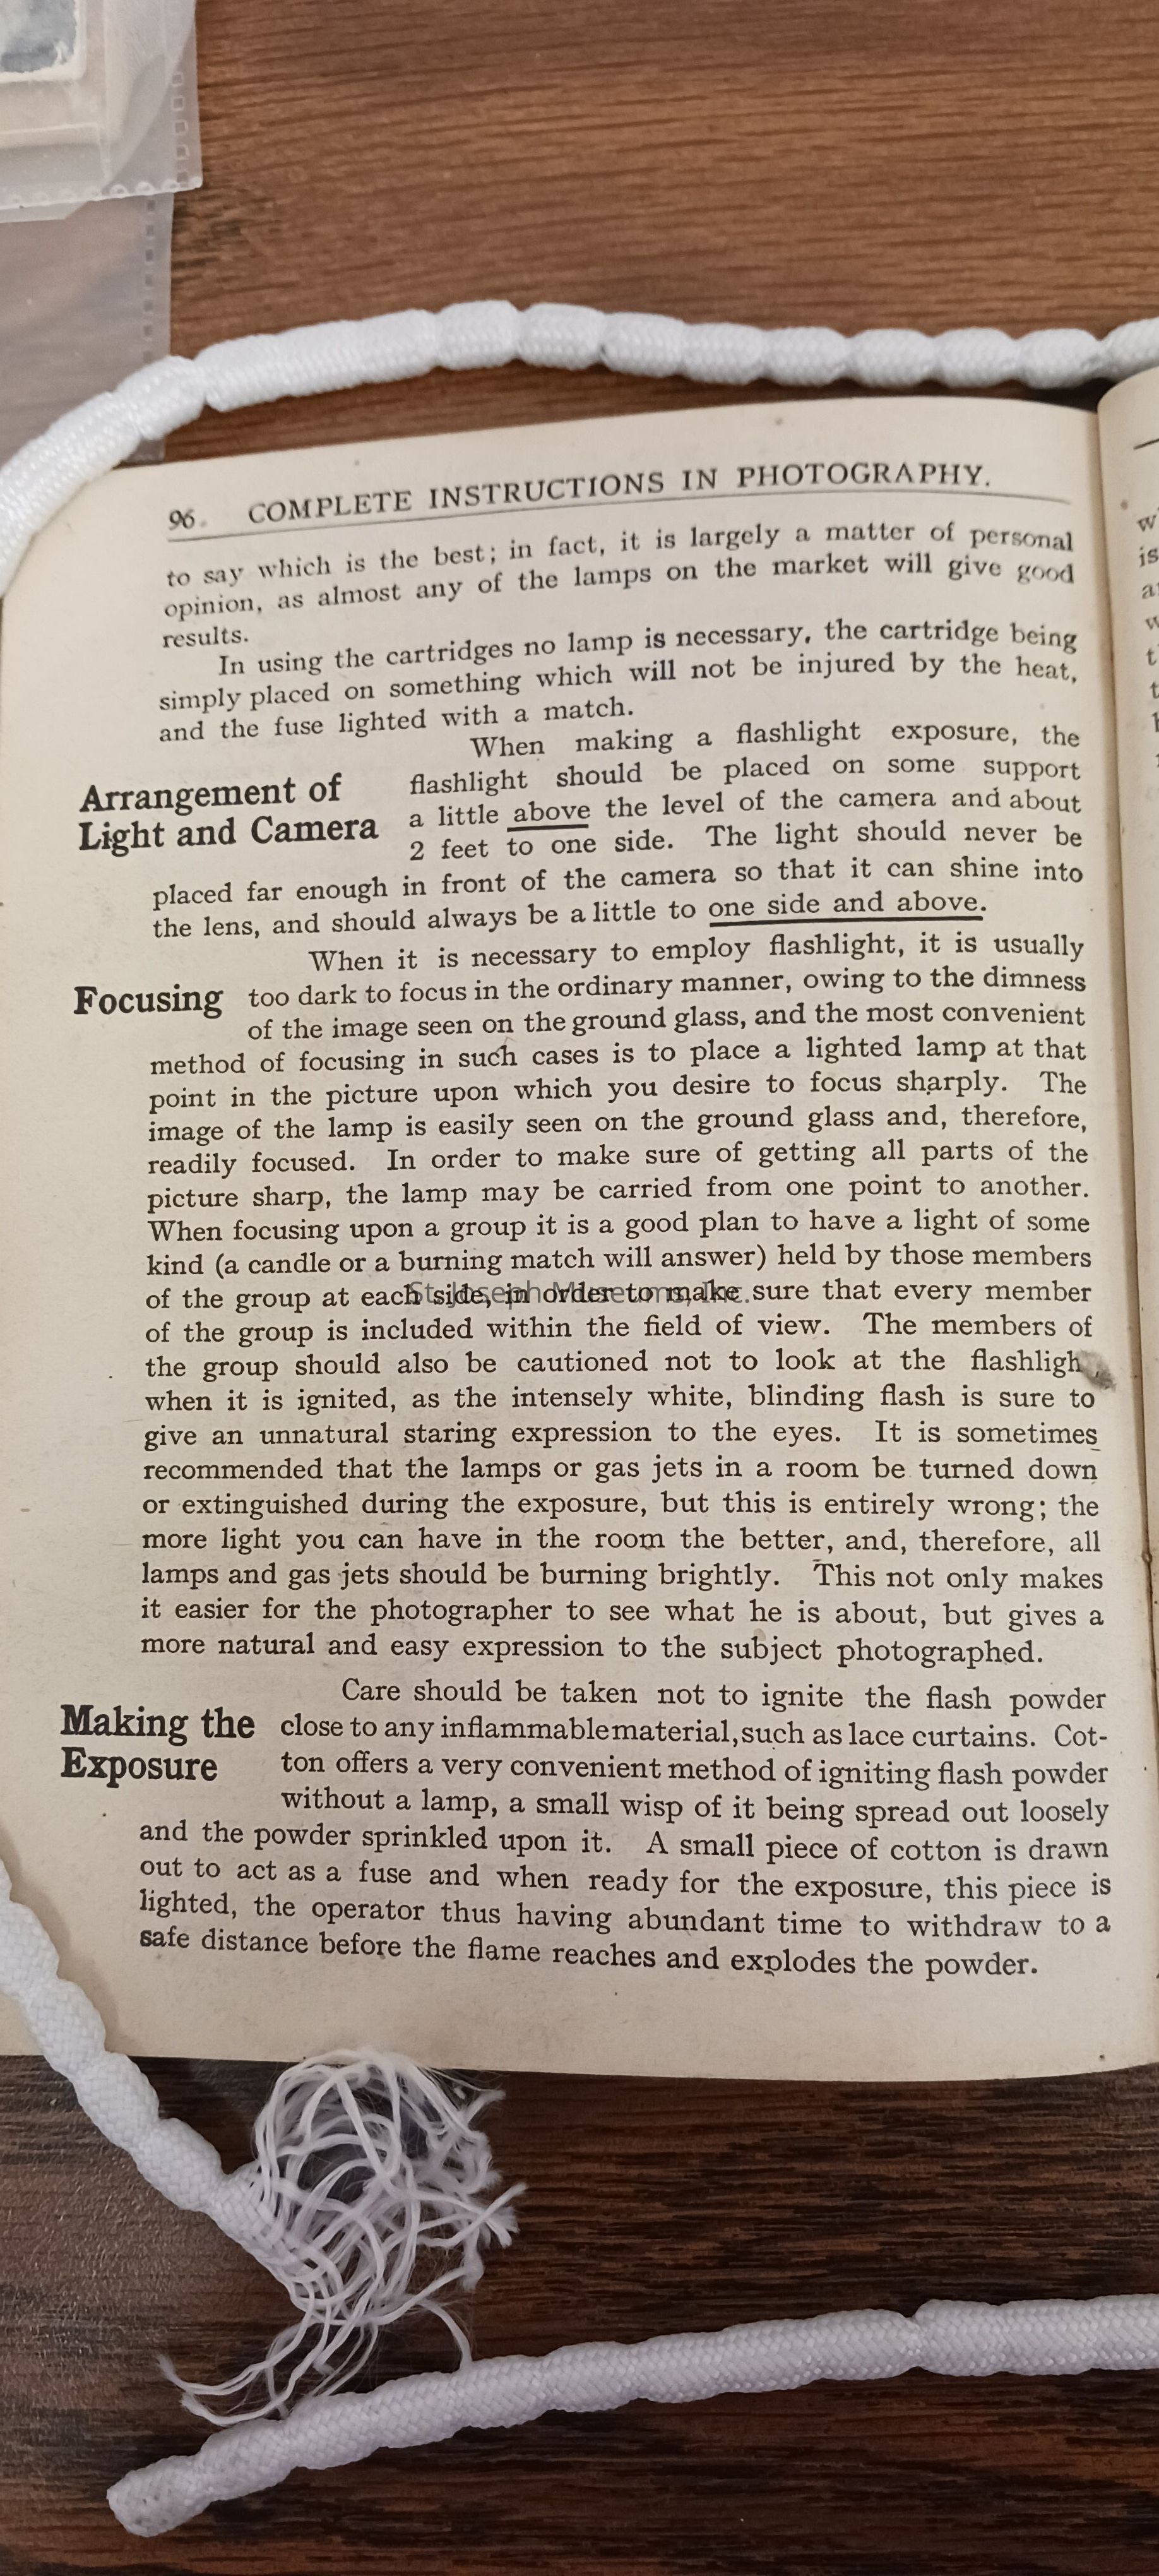 96. COMPLETE INSTRUCTIONS IN PHOTOGRAPHY.
to say which is the best; in fact, it is largely a matter of personal
opinion, as almost any of the lamps on the market will give good
results.
In using the cartridges no lamp is necessary, the cartridge being
simply placed on something which will not be injured by the heat,
and the fuse lighted with a match.
Arrangement of
Light and Camera
When making a flashlight exposure, the
flashlight should be placed on some support
a little above the level of the camera and about
2 feet to one side. The light should never be
placed far enough in front of the camera so that it can shine into
the lens, and should always be a little to one side and above.
Focusing
When it is necessary to employ flashlight, it is usually
too dark to focus in the ordinary manner, owing to the dimness
of the image seen on the ground glass, and the most convenient
method of focusing in such cases is to place a lighted lamp at that
point in the picture upon which you desire to focus sharply. The
image of the lamp is easily seen on the ground glass and, therefore,
readily focused. In order to make sure of getting all parts of the
picture sharp, the lamp may be carried from one point to another.
When focusing upon a group it is a good plan to have a light of some
kind (a candle or a burning match will answer) held by those members
of the group at each side, in order to make sure that every member
St. Joseph Museums, Inc.
of the group is included within the field of view. The members of
the group should also be cautioned not to look at the flashligh
when it is ignited, as the intensely white, blinding flash is sure to
give an unnatural staring expression to the eyes. It is sometimes
recommended that the lamps or gas jets in a room be turned down
or extinguished during the exposure, but this is entirely wrong; the
more light you can have in the room the better, and, therefore, all
lamps and gas jets should be burning brightly. This not only makes
it easier for the photographer to see what he is about, but gives a
more natural and easy expression to the subject photographed.
Making the
Exposure
Care should be taken not to ignite the flash powder
close to any inflammable material, such as lace curtains. Cot-
ton offers a very convenient method of igniting flash powder
without a lamp, a small wisp of it being spread out loosely
and the powder sprinkled upon it. A small piece of cotton is drawn
out to act as a fuse and when ready for the exposure, this piece is
lighted, the operator thus having abundant time to withdraw to a
safe distance before the flame reaches and explodes the powder.